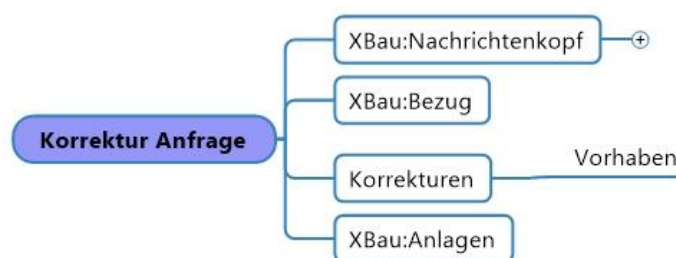 XBau:Nachrichtenkopf
XBau:Bezug
Korrektur Anfrage
Vorhaben
Korrekturen
XBau:Anlagen